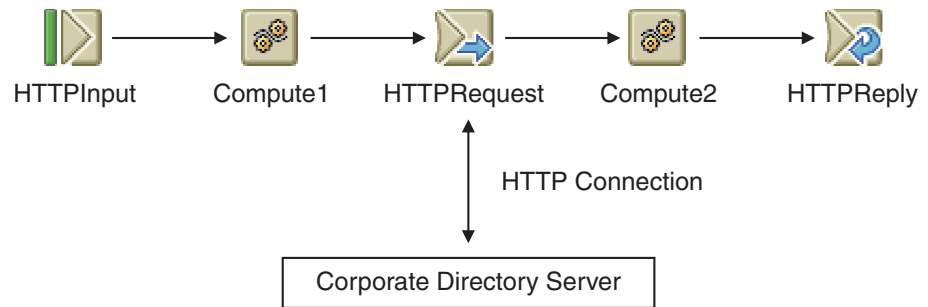 HTTPInput
Compute1
HTTPRequest
Compute2
HTTPReply
HTTP Connection
Corporate Directory Server